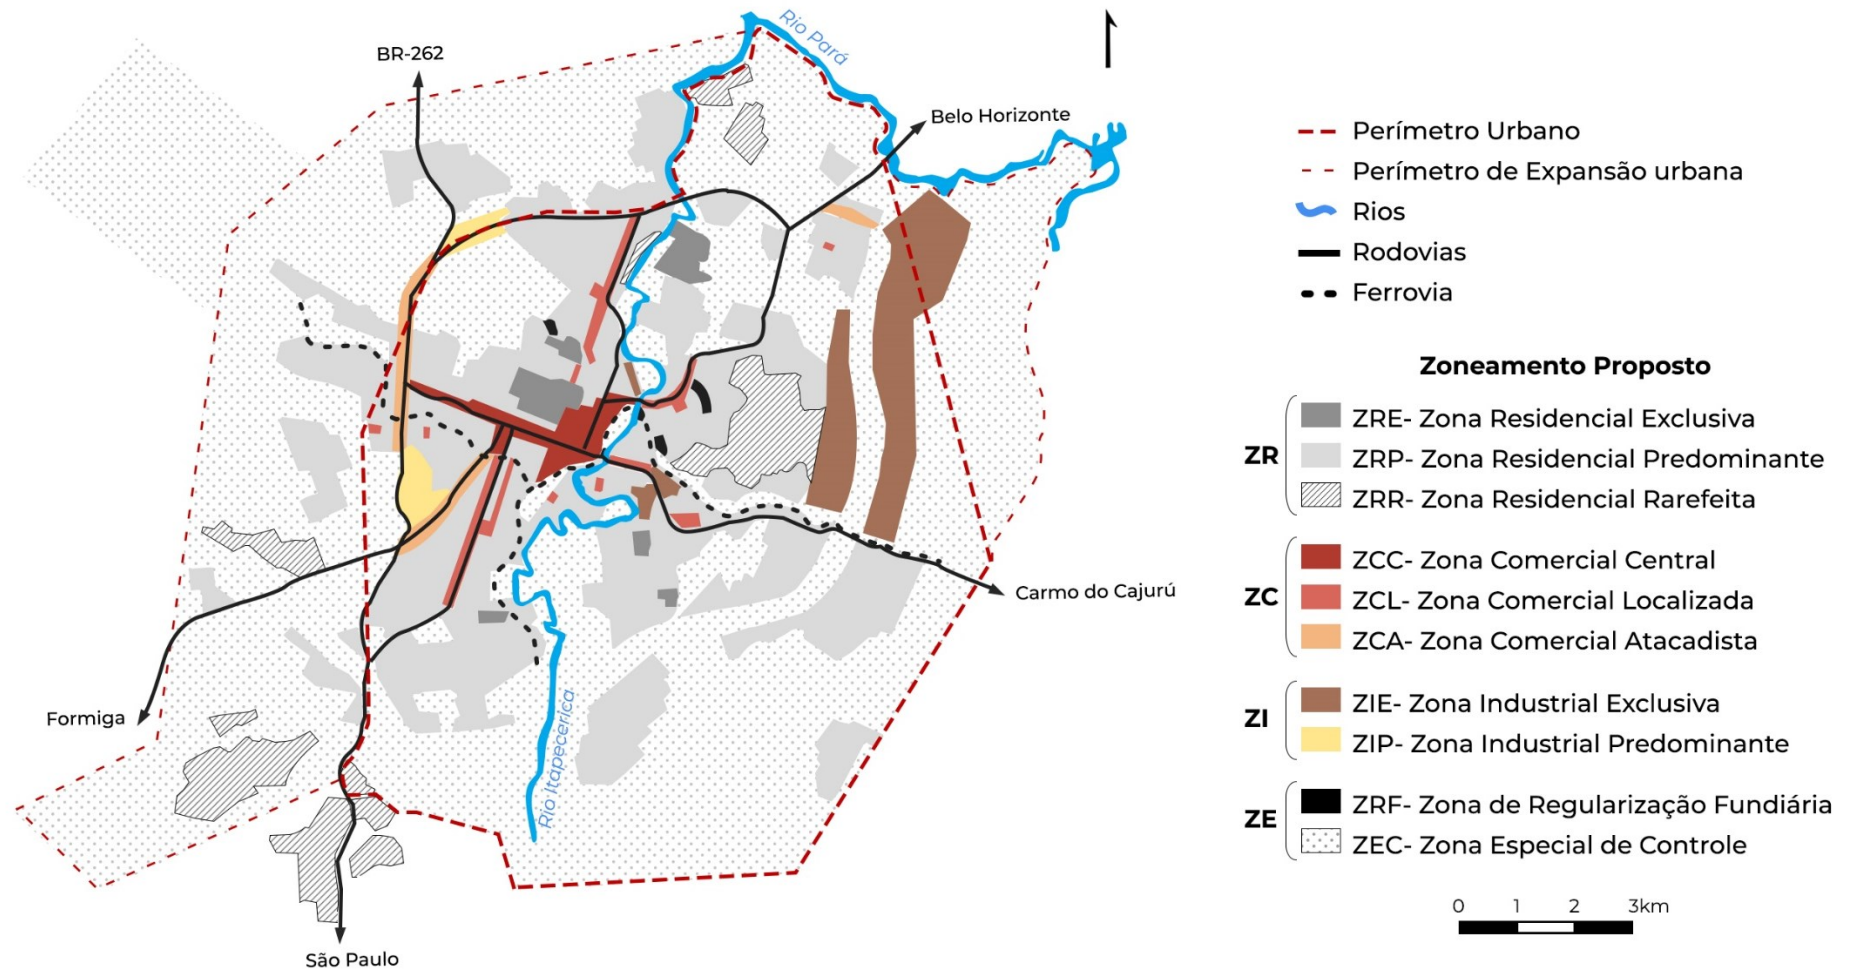 Rio Pará
BR-262
Belo Horizonte
Carmo do Cajurú
Formiga
Rio Itapecerica
São Paulo
Perímetro Urbano
Perímetro de Expansão urbana
Rios
Rodovias
Ferrovia
Zoneamento Proposto
ZR
ZRE- Zona Residencial Exclusiva
ZRP- Zona Residencial Predominante
ZRR- Zona Residencial Rarefeita
ZC
ZCC- Zona Comercial Central
ZCL- Zona Comercial Localizada
ZCA- Zona Comercial Atacadista
ZI
ZIE- Zona Industrial Exclusiva
ZIP- Zona Industrial Predominante
ZE
ZRF- Zona de Regularização Fundiária
ZEC- Zona Especial de Controle
0 1 2 3km